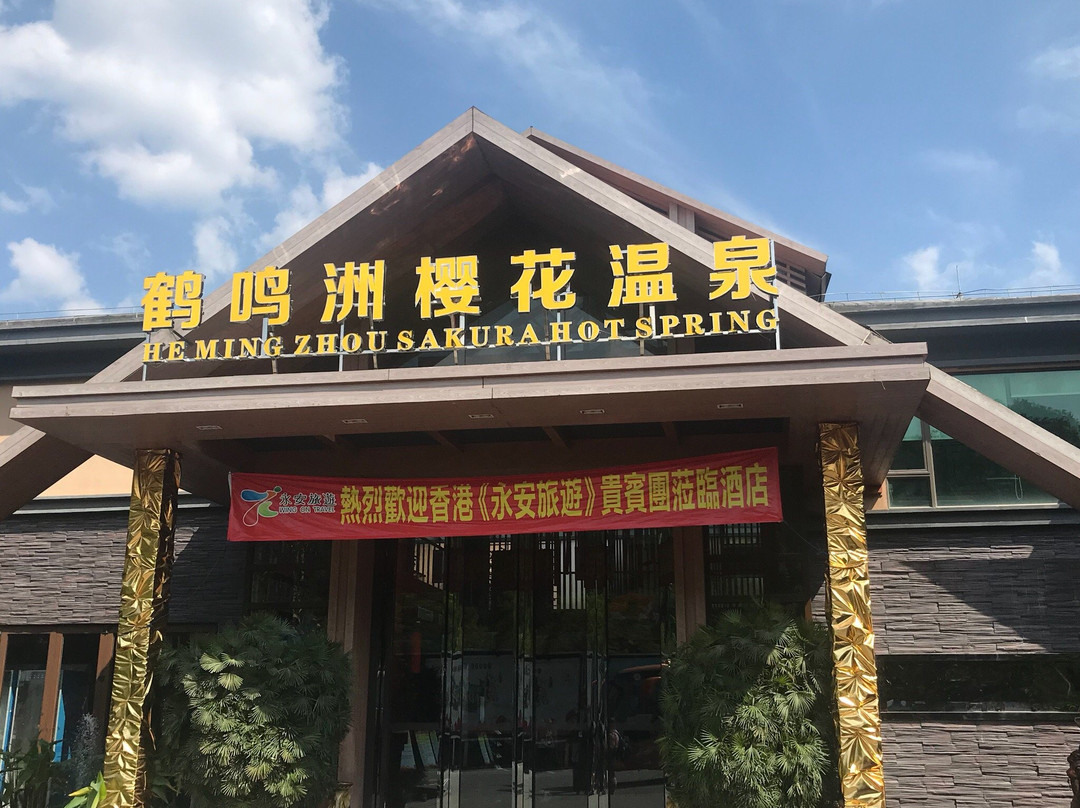 鹤鸣洲樱花温泉
HE MING ZHOU SAKURA HOT SPRING
永安旅遊
WING ON TRAVEL
熱烈歡迎香港《永安旅遊》貴賓團蒞臨酒店